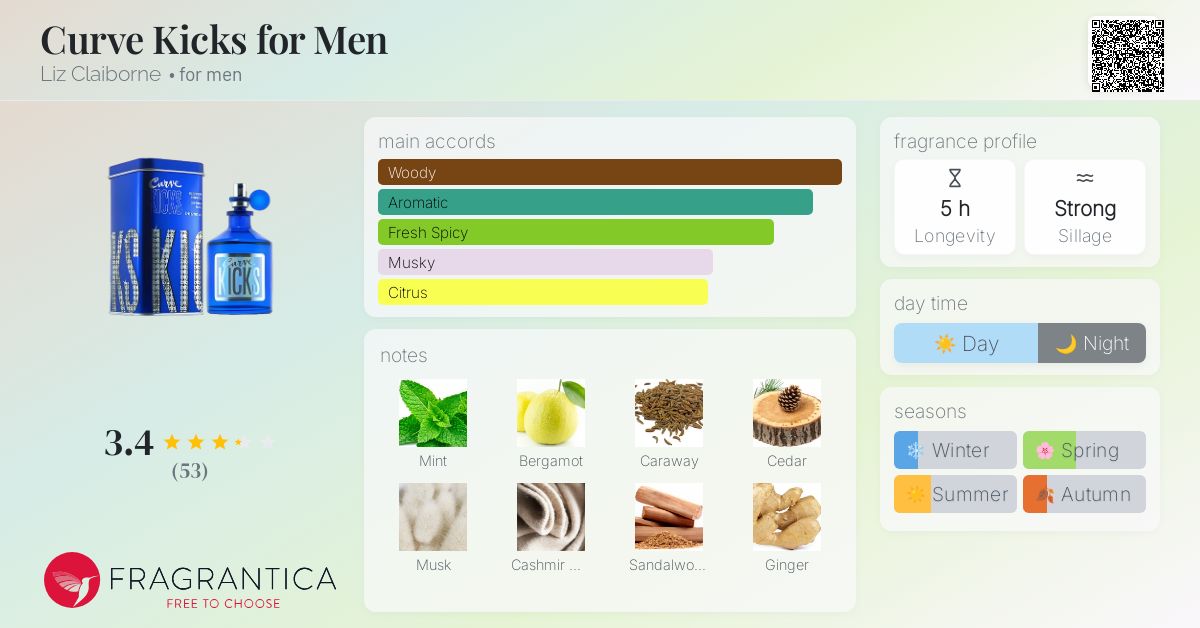 Curve Kicks for Men
Liz Claiborne • for men
Curve
KICKS
Curve
KICKS
main accords
Woody
Aromatic
Fresh Spicy
Musky
Citrus
notes
Mint
Bergamot
Caraway
Cedar
Musk
Cashmir ...
Sandalwo...
Ginger
fragrance profile
5 h
Strong
Longevity
Sillage
day time
Day
Night
seasons
Winter
Spring
Summer
Autumn
3.4
(53)
FRAGRANTICA
FREE TO CHOOSE